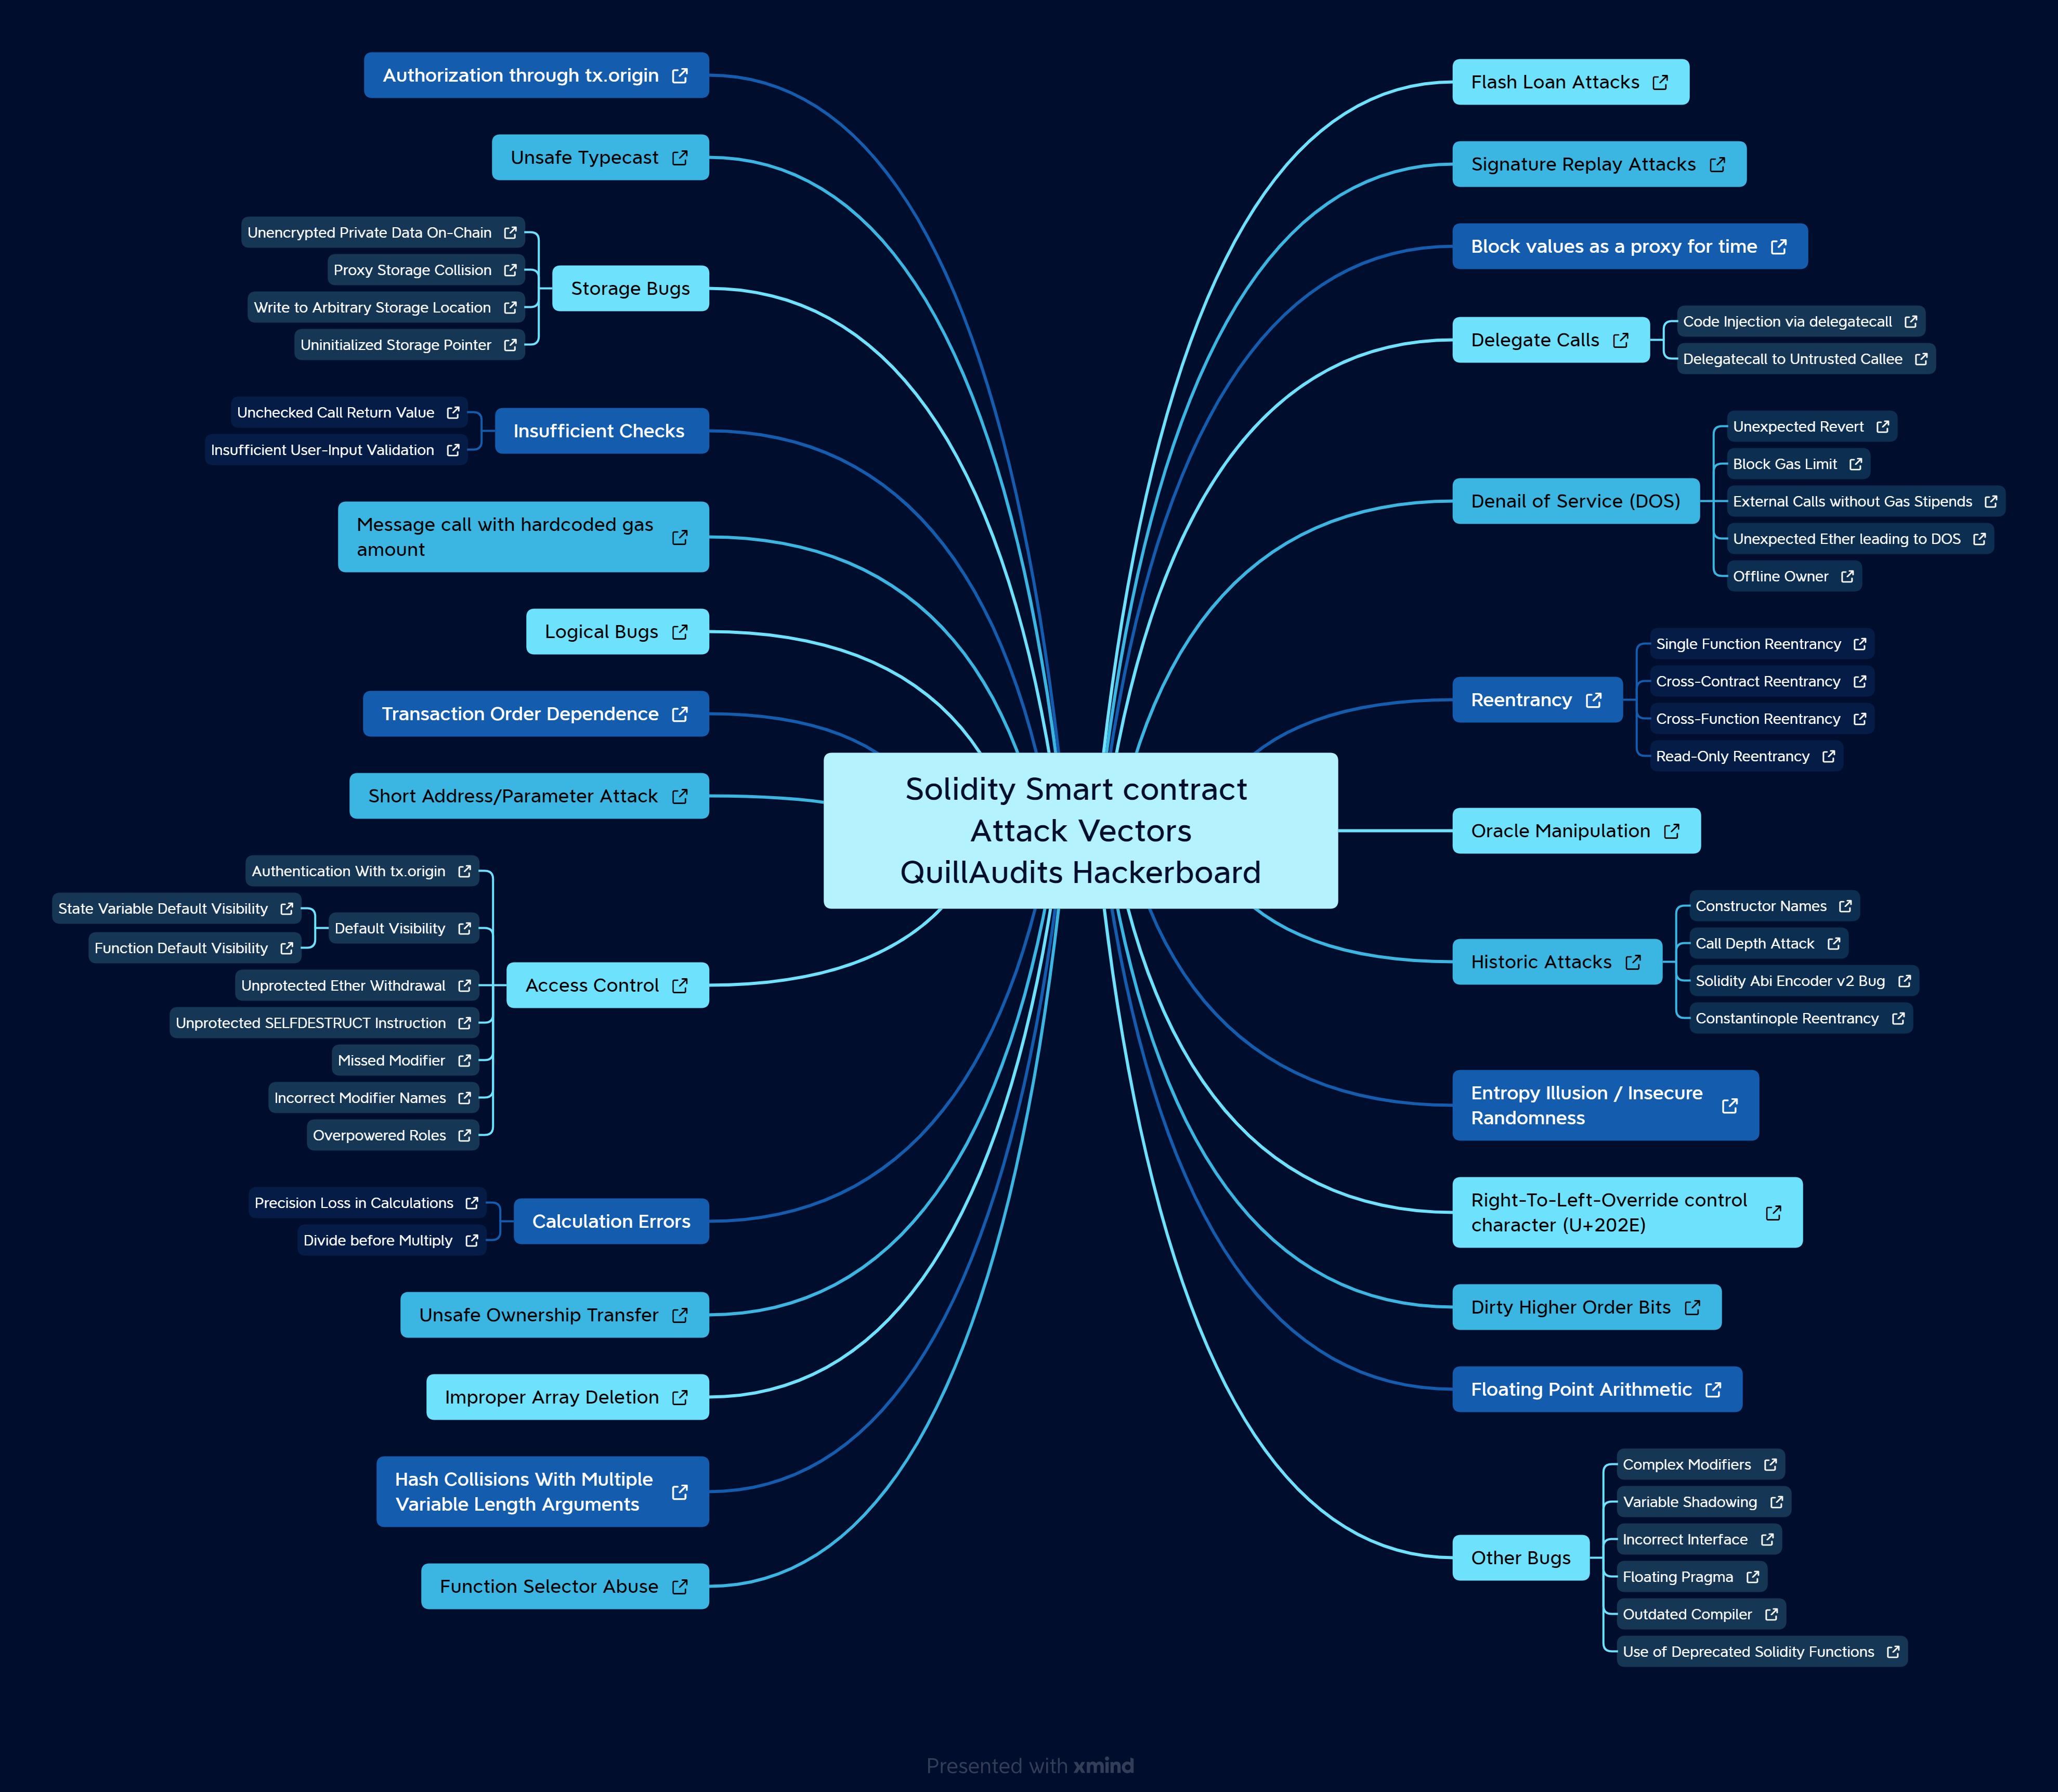 Solidity Smart contract
Attack Vectors
QuillAudits Hackerboard
Authorization through tx.origin
Unsafe Typecast
Storage Bugs
Unencrypted Private Data On-Chain
Proxy Storage Collision
Write to Arbitrary Storage Location
Uninitialized Storage Pointer
Insufficient Checks
Unchecked Call Return Value
Insufficient User-Input Validation
Message call with hardcoded gas
amount
Logical Bugs
Transaction Order Dependence
Short Address/Parameter Attack
Access Control
Authentication With tx.origin
Default Visibility
State Variable Default Visibility
Function Default Visibility
Unprotected Ether Withdrawal
Unprotected SELFDESTRUCT Instruction
Missed Modifier
Incorrect Modifier Names
Overpowered Roles
Calculation Errors
Precision Loss in Calculations
Divide before Multiply
Unsafe Ownership Transfer
Improper Array Deletion
Hash Collisions With Multiple
Variable Length Arguments
Function Selector Abuse
Flash Loan Attacks
Signature Replay Attacks
Block values as a proxy for time
Delegate Calls
Code Injection via delegatecall
Delegatecall to Untrusted Callee
Denail of Service (DOS)
Unexpected Revert
Block Gas Limit
External Calls without Gas Stipends
Unexpected Ether leading to DOS
Offline Owner
Reentrancy
Single Function Reentrancy
Cross-Contract Reentrancy
Cross-Function Reentrancy
Read-Only Reentrancy
Oracle Manipulation
Historic Attacks
Constructor Names
Call Depth Attack
Solidity Abi Encoder v2 Bug
Constantinople Reentrancy
Entropy Illusion / Insecure
Randomness
Right-To-Left-Override control
character (U+202E)
Dirty Higher Order Bits
Floating Point Arithmetic
Other Bugs
Complex Modifiers
Variable Shadowing
Incorrect Interface
Floating Pragma
Outdated Compiler
Use of Deprecated Solidity Functions
Presented with xmind